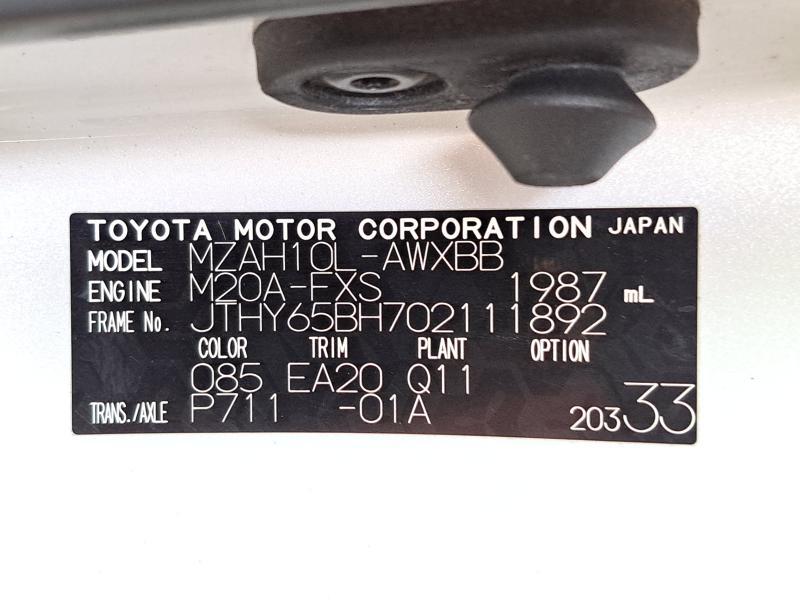 TOYOTA MOTOR CORPORATION JAPAN
MODEL MZAH10L-AWXBB
ENGINE M20A-FXS 1987 mL
FRAME No. JTHY65BH702111892
COLOR TRIM PLANT OPTION
085 EA20 Q11
TRANS./AXLE P711 -01A 20333